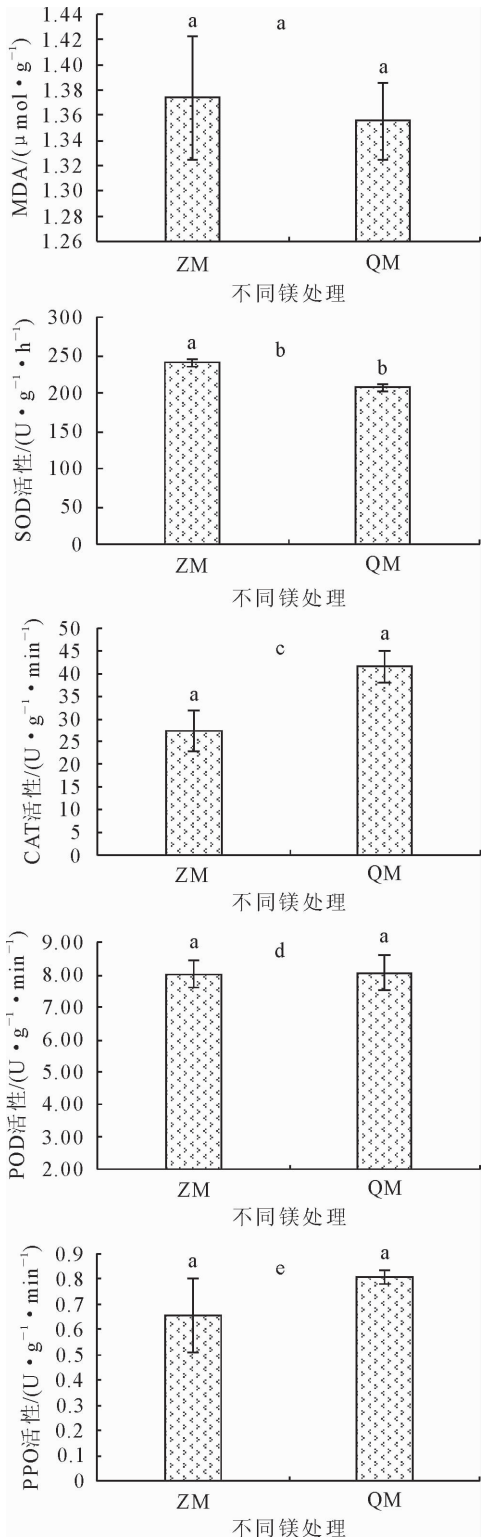 1.44
1.42
1.40
1.38
1.36
1.34
1.32
1.30
1.28
1.26
MDA/(μmol•g⁻¹)
a
a
a
ZM
QM
不同镁处理
300
250
200
150
100
50
0
SOD活性/(U•g⁻¹•h⁻¹)
a
b
b
ZM
QM
不同镁处理
50
45
40
35
30
25
20
15
10
5
0
CAT活性/(U•g⁻¹•min⁻¹)
a
c
a
ZM
QM
不同镁处理
9.00
8.00
7.00
6.00
5.00
4.00
3.00
2.00
POD活性/(U•g⁻¹•min⁻¹)
a
d
a
ZM
QM
不同镁处理
0.9
0.8
0.7
0.6
0.5
0.4
0.3
0.2
0.1
0
PPO活性/(U•g⁻¹•min⁻¹)
a
e
a
ZM
QM
不同镁处理